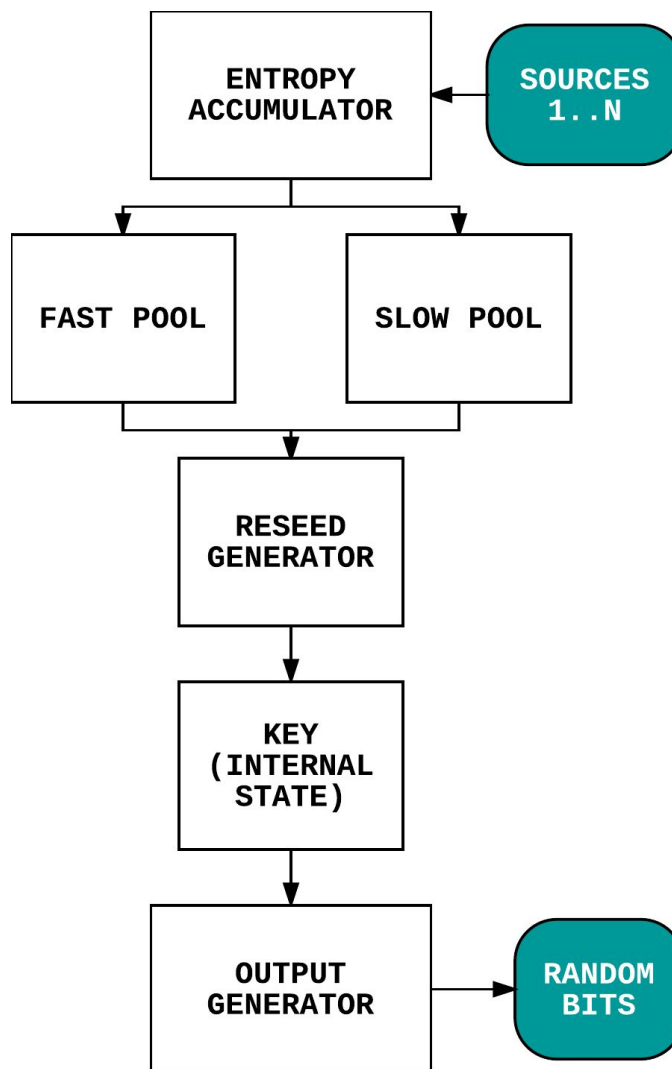 ENTROPY
ACCUMULATOR
SOURCES
1..N
FAST POOL
SLOW POOL
RESEED
GENERATOR
KEY
(INTERNAL
STATE)
OUTPUT
GENERATOR
RANDOM
BITS